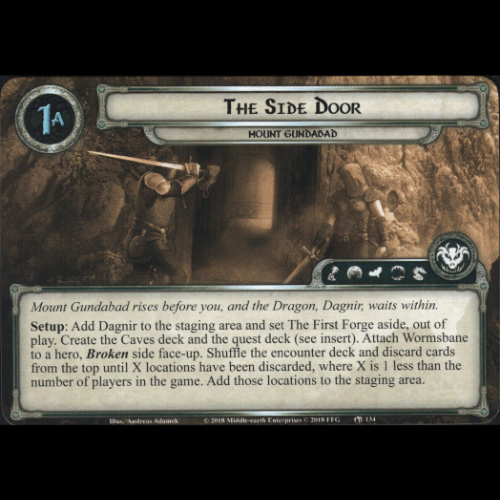 1A
The Side Door
Mount Gundabad
Mount Gundabad rises before you, and the Dragon, Dagnir, waits within.
Setup: Add Dagnir to the staging area and set The First Forge aside, out of
play. Create the Caves deck and the quest deck (see insert). Attach Wormsbane
to a hero, Broken side face-up. Shuffle the encounter deck and discard cards
from the top until X locations have been discarded, where X is 1 less than the
number of players in the game. Add those locations to the staging area.
Illus. Andreas Adamek © 2018 Middle-earth Enterprises © 2018 FFG 134